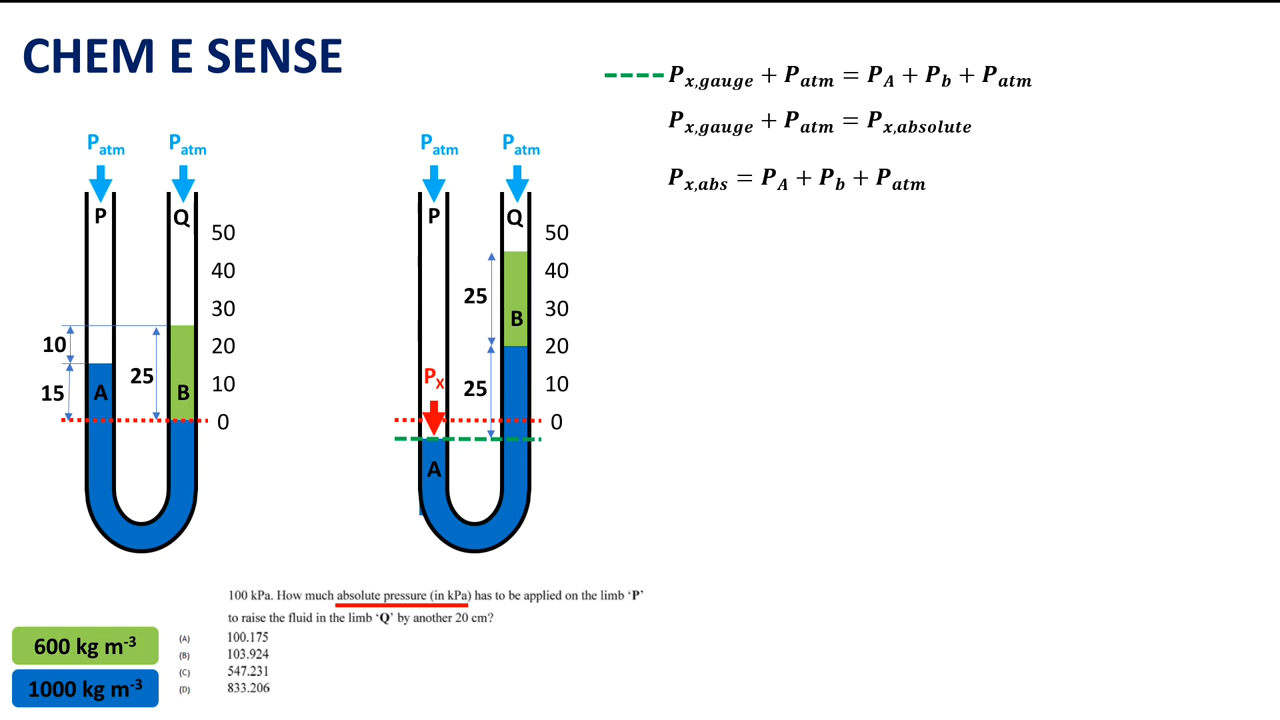 CHEM E SENSE
P_x,gauge + P_atm = P_A + P_b + P_atm
P_x,gauge + P_atm = P_x,absolute
P_x,abs = P_A + P_b + P_atm
P_atm P_atm
P Q
50
40
30
20
10
0
10
15
25
A B
P_atm P_atm
P Q
50
40
30
20
10
0
25
25
B
P_X
A
100 kPa. How much absolute pressure (in kPa) has to be applied on the limb ‘P’
to raise the fluid in the limb ‘Q’ by another 20 cm?
(A) 100.175
(B) 103.924
(C) 547.231
(D) 833.206
600 kg m⁻³
1000 kg m⁻³